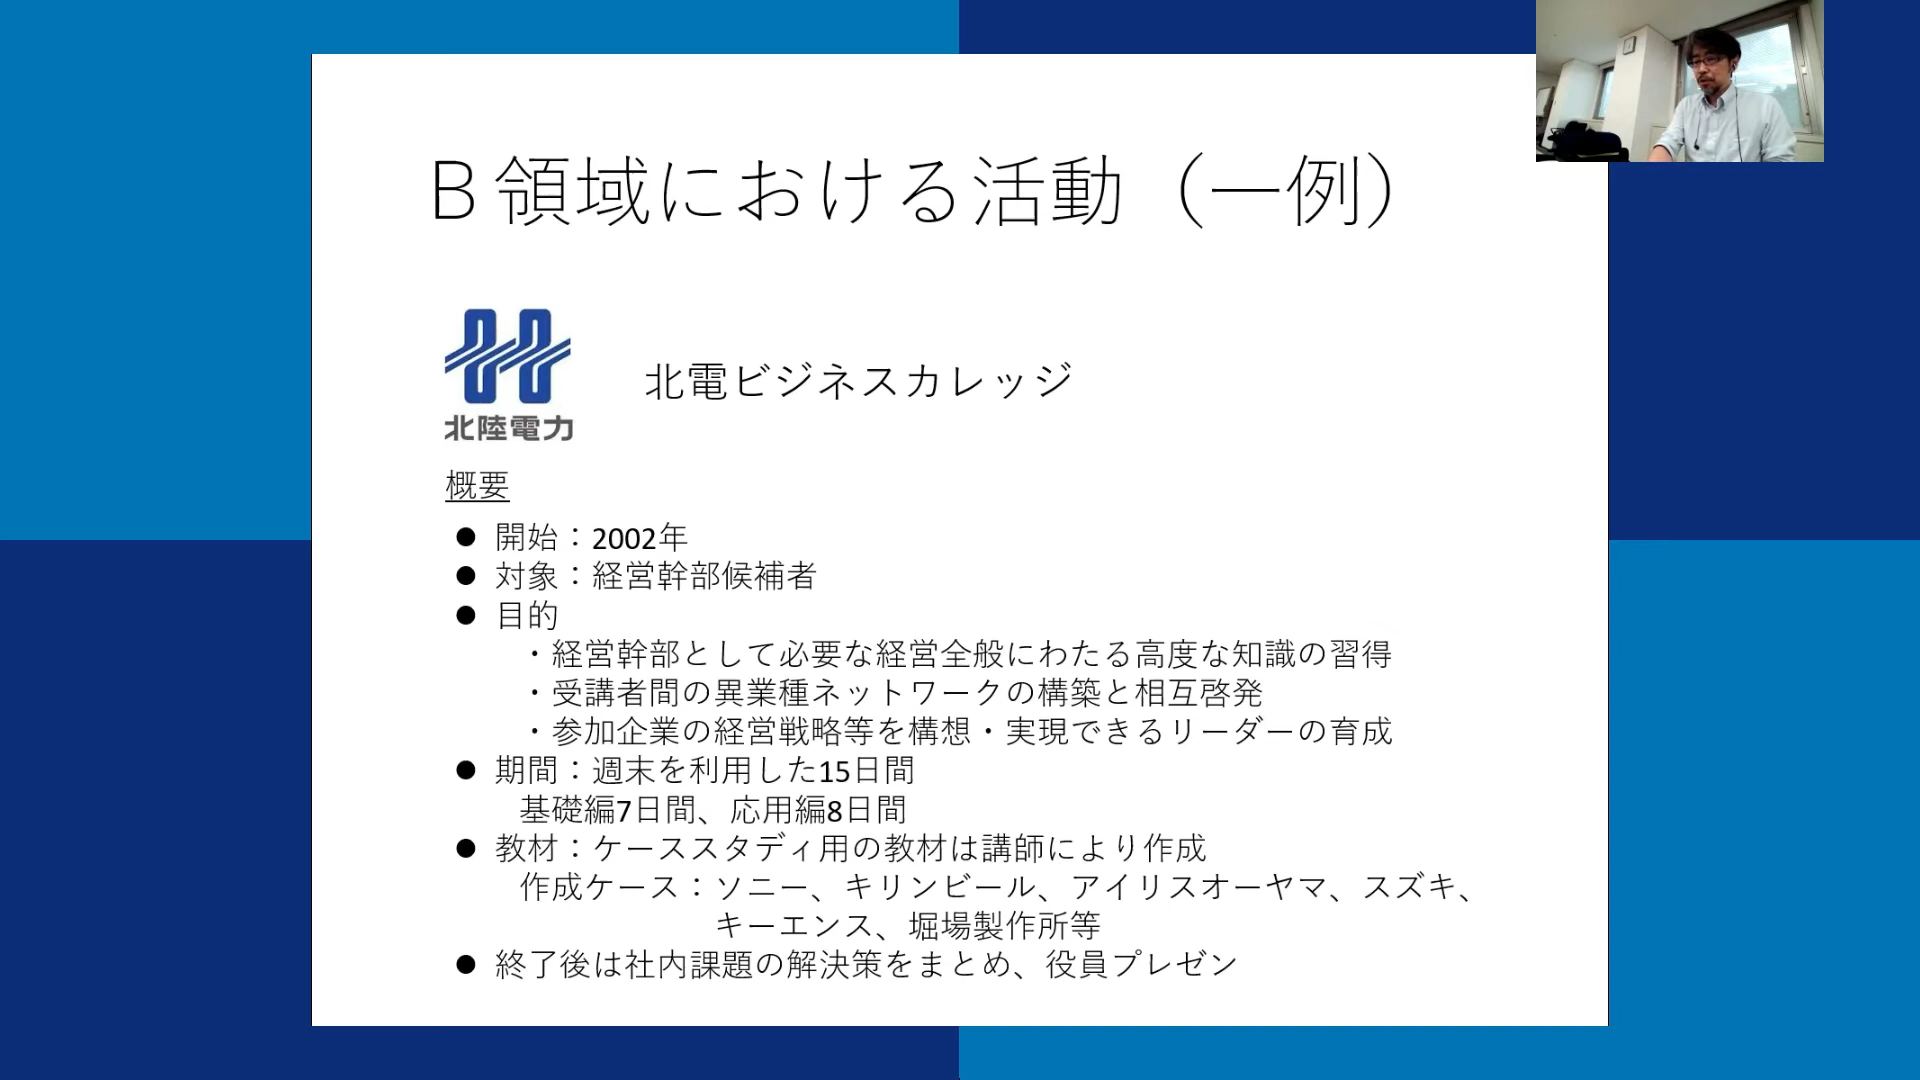 B領域における活動（一例）
北陸電力
北電ビジネスカレッジ
概要
● 開始：2002年
● 対象：経営幹部候補者
● 目的
・経営幹部として必要な経営全般にわたる高度な知識の習得
・受講者間の異業種ネットワークの構築と相互啓発
・参加企業の経営戦略等を構想・実現できるリーダーの育成
● 期間：週末を利用した15日間
基礎編7日間、応用編8日間
● 教材：ケーススタディ用の教材は講師により作成
作成ケース：ソニー、キリンビール、アイリスオーヤマ、スズキ、
キーエンス、堀場製作所等
● 終了後は社内課題の解決策をまとめ、役員プレゼン